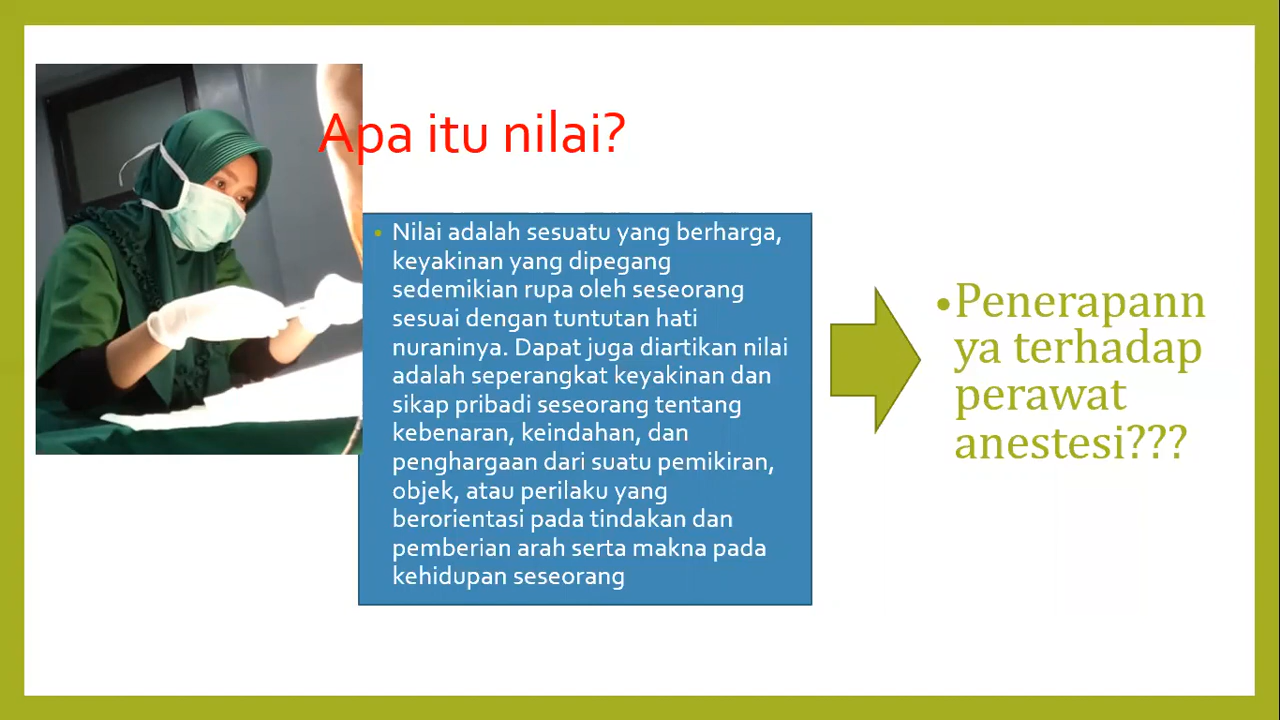 Apa itu nilai?
• Nilai adalah sesuatu yang berharga,
keyakinan yang dipegang
sedemikian rupa oleh seseorang
sesuai dengan tuntutan hati
nuraninya. Dapat juga diartikan nilai
adalah seperangkat keyakinan dan
sikap pribadi seseorang tentang
kebenaran, keindahan, dan
penghargaan dari suatu pemikiran,
objek, atau perilaku yang
berorientasi pada tindakan dan
pemberian arah serta makna pada
kehidupan seseorang
•Penerapann
ya terhadap
perawat
anestesi???